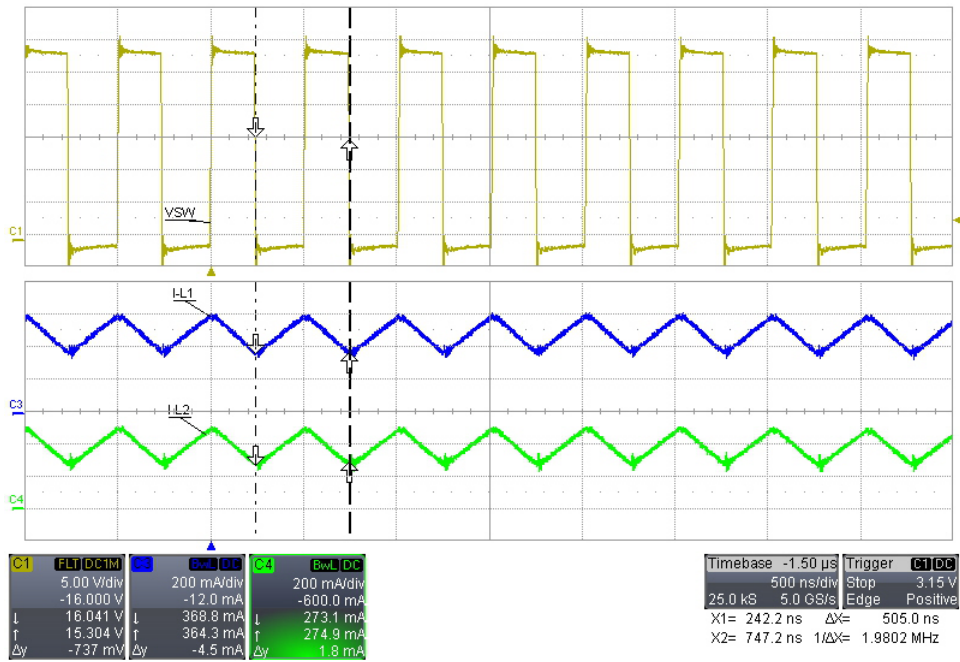 VSW
C1
I-L1
C3
I-L2
C4
C1 FLT DC1M
5.00 V/div
-16.000 V
↓ 16.041 V
↑ 15.304 V
Δy -737 mV
C3 BwL DC
200 mA/div
-12.0 mA
368.8 mA
364.3 mA
-4.5 mA
C4 BwL DC
200 mA/div
-600.0 mA
↓ 273.1 mA
↑ 274.9 mA
Δy 1.8 mA
Timebase -1.50 µs
500 ns/div
25.0 kS 5.0 GS/s
Trigger C1 DC
Stop 3.15 V
Edge Positive
X1= 242.2 ns ΔX= 505.0 ns
X2= 747.2 ns 1/ΔX= 1.9802 MHz